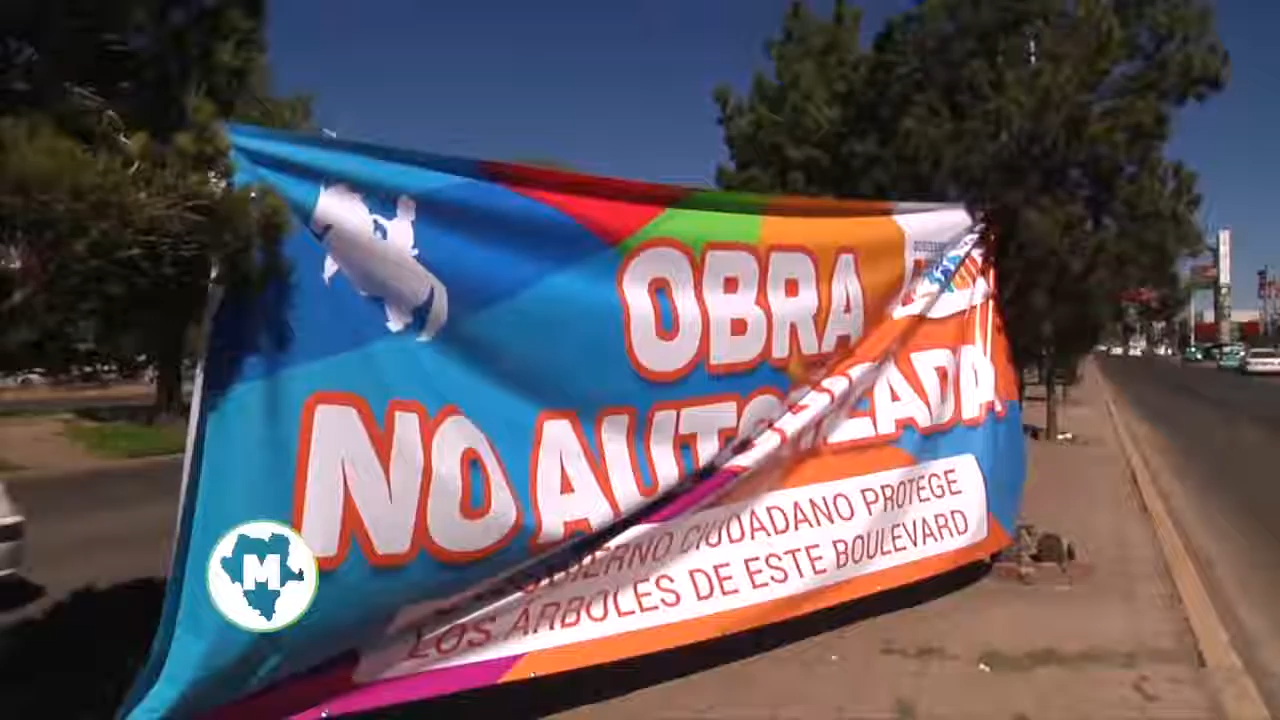 OBRA
NO AUTORIZADA
GOBIERNO CIUDADANO PROTEGE
LOS ÁRBOLES DE ESTE BOULEVARD
M